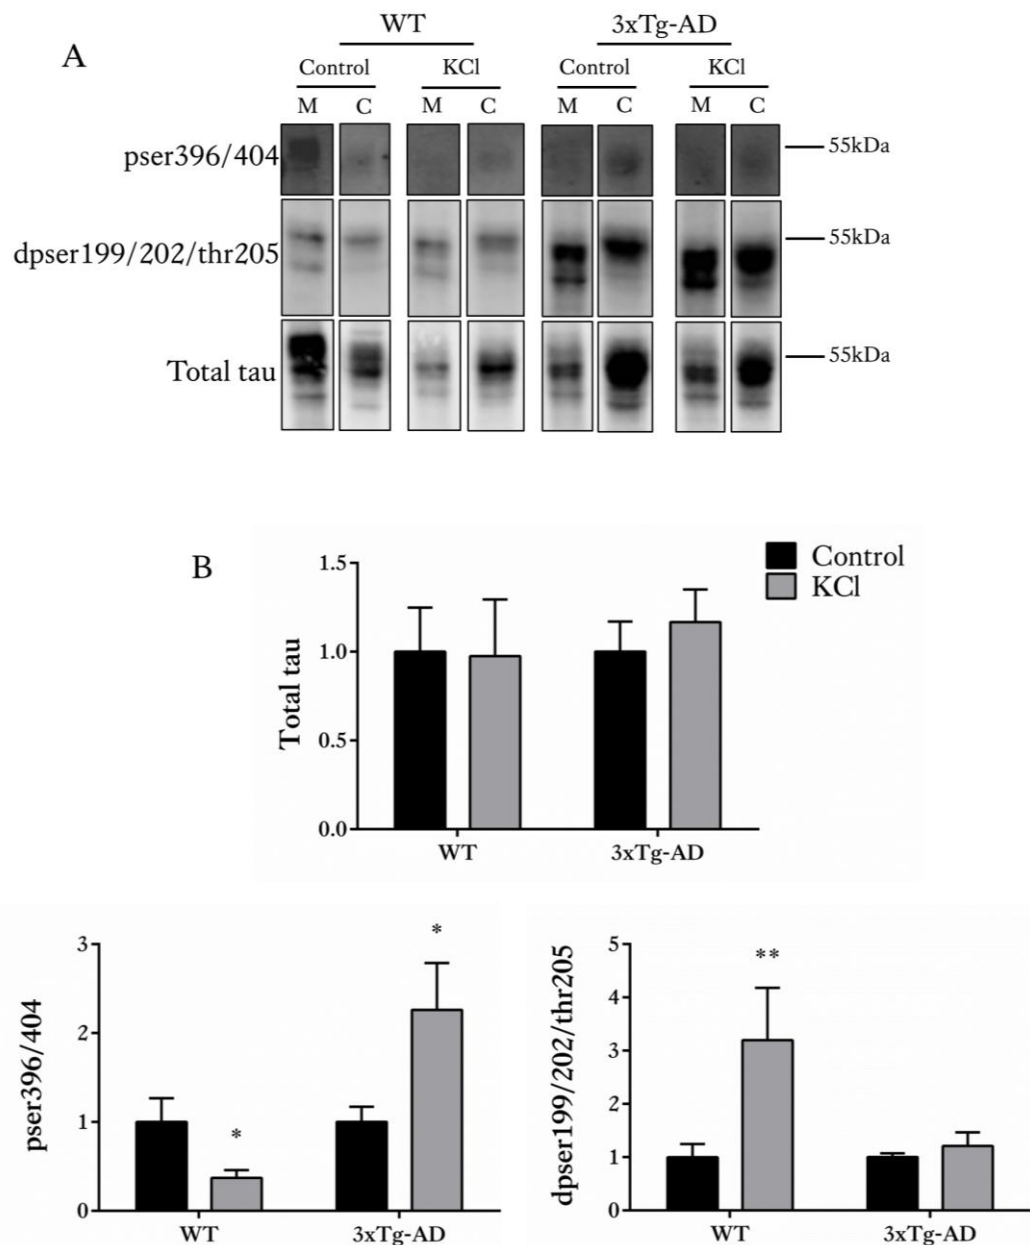 A
WT 3xTg-AD
Control KCl Control KCl
M C M C M C M C
pser396/404 55kDa
dpser199/202/thr205 55kDa
Total tau 55kDa
B
Control
KCl
Total tau
1.5
1.0
0.5
0.0
WT 3xTg-AD
pser396/404
3
2
1
0
* *
WT 3xTg-AD
dpser199/202/thr205
5
4
3
2
1
0
**
WT 3xTg-AD